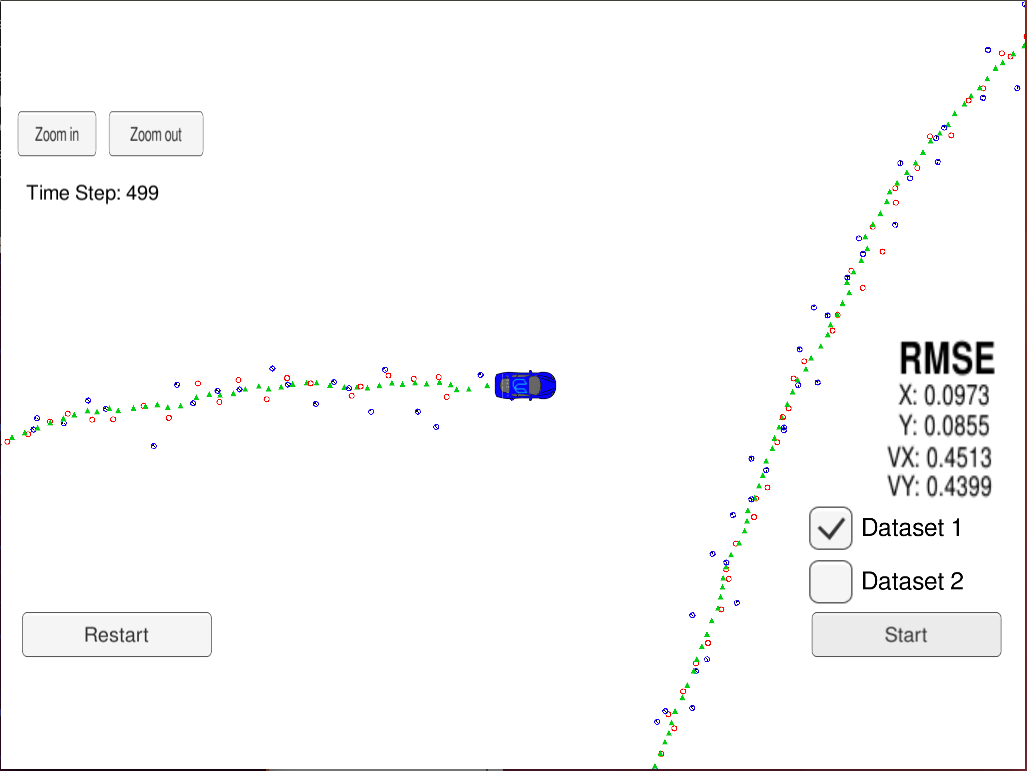 Zoom in
Zoom out
Time Step: 499
RMSE
X: 0.0973
Y: 0.0855
VX: 0.4513
VY: 0.4399
Dataset 1
Dataset 2
Restart
Start